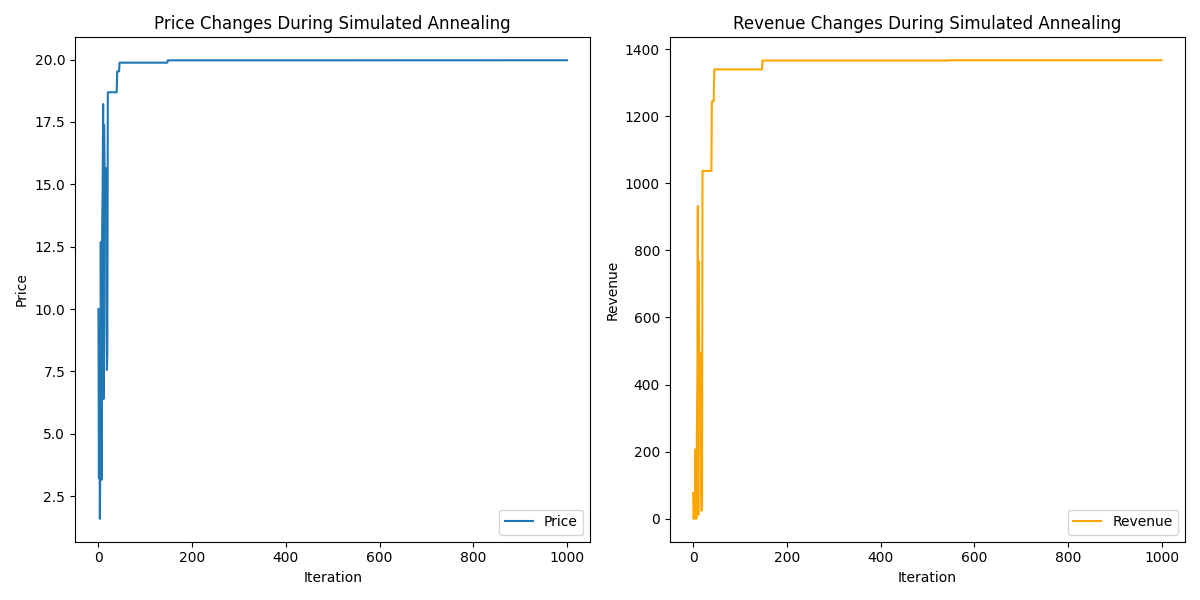 Price Changes During Simulated Annealing
20.0
17.5
15.0
12.5
10.0
7.5
5.0
2.5
Price
0 200 400 600 800 1000
Iteration
Price
Revenue Changes During Simulated Annealing
1400
1200
1000
800
600
400
200
0
Revenue
0 200 400 600 800 1000
Iteration
Revenue